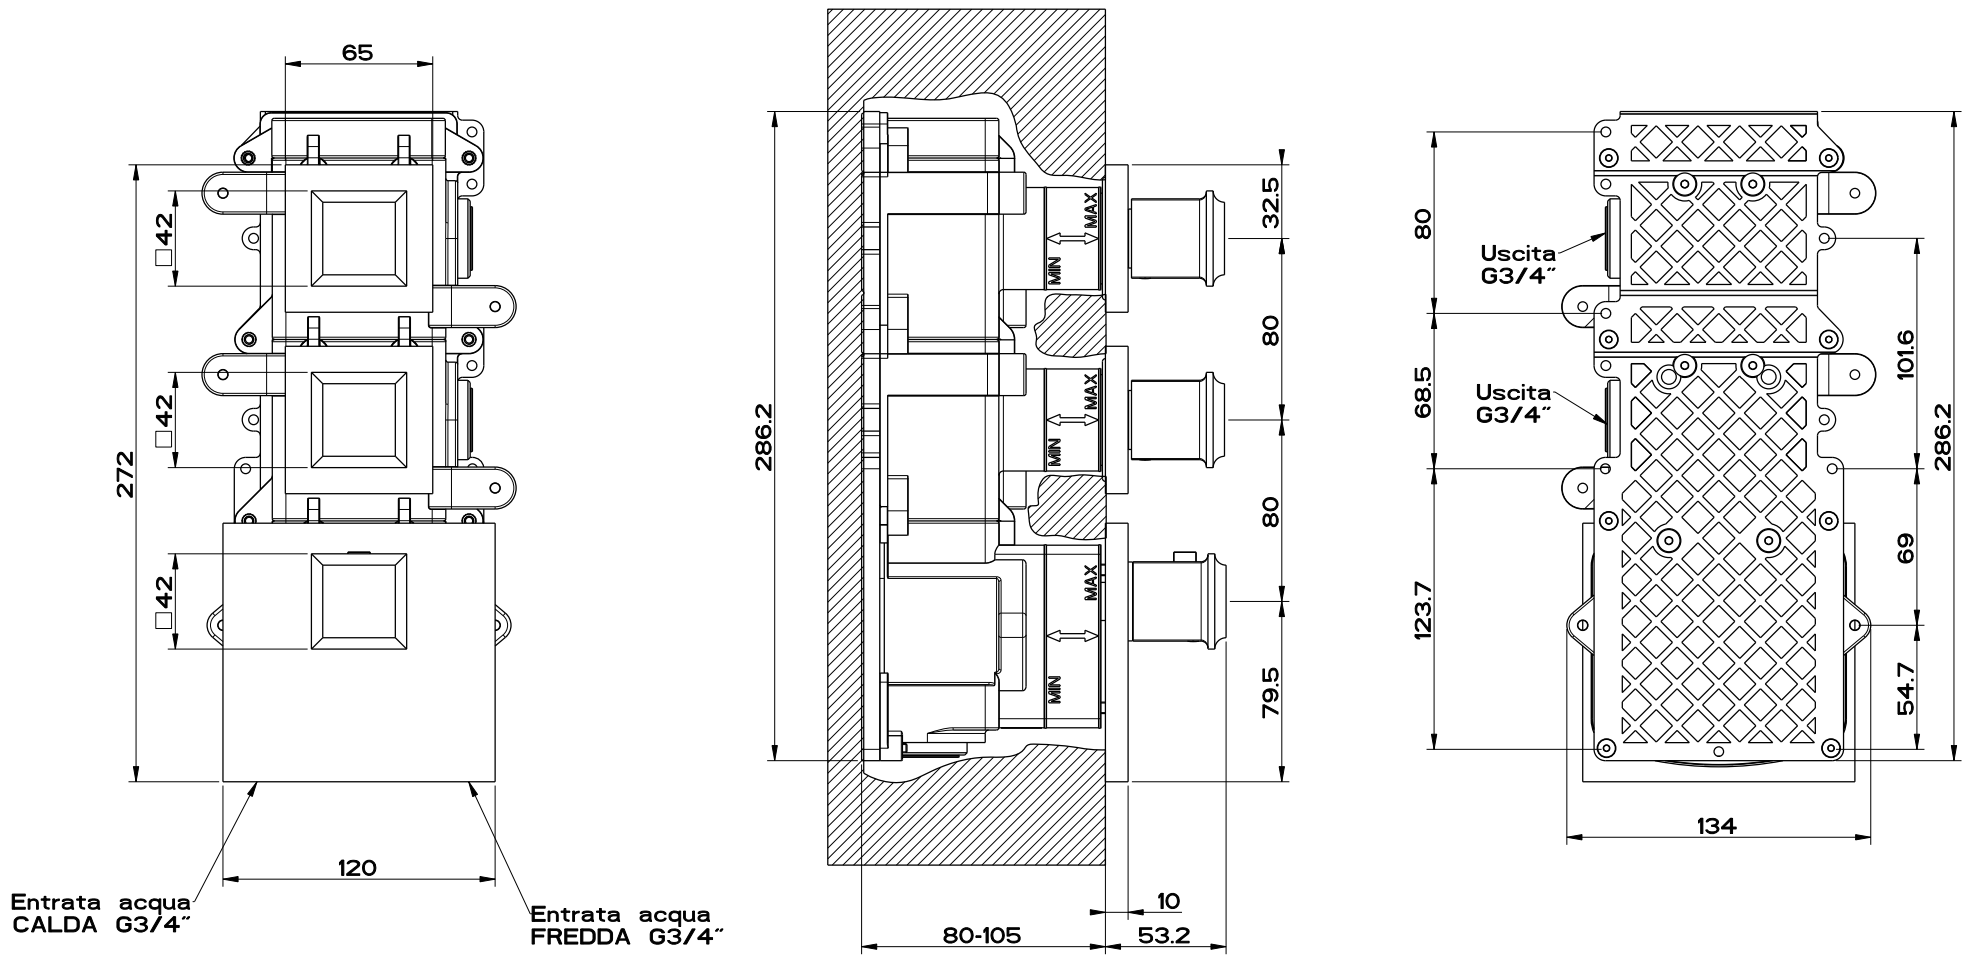 65
□42
□42
□42
272
120
Entrata acqua
CALDA G3/4"
Entrata acqua
FREDDA G3/4"
286.2
MAX
MIN
MAX
MIN
MAX
MIN
32.5
80
80
79.5
10
80-105
53.2
80
68.5
123.7
Uscita
G3/4"
Uscita
G3/4"
101.6
69
54.7
286.2
134